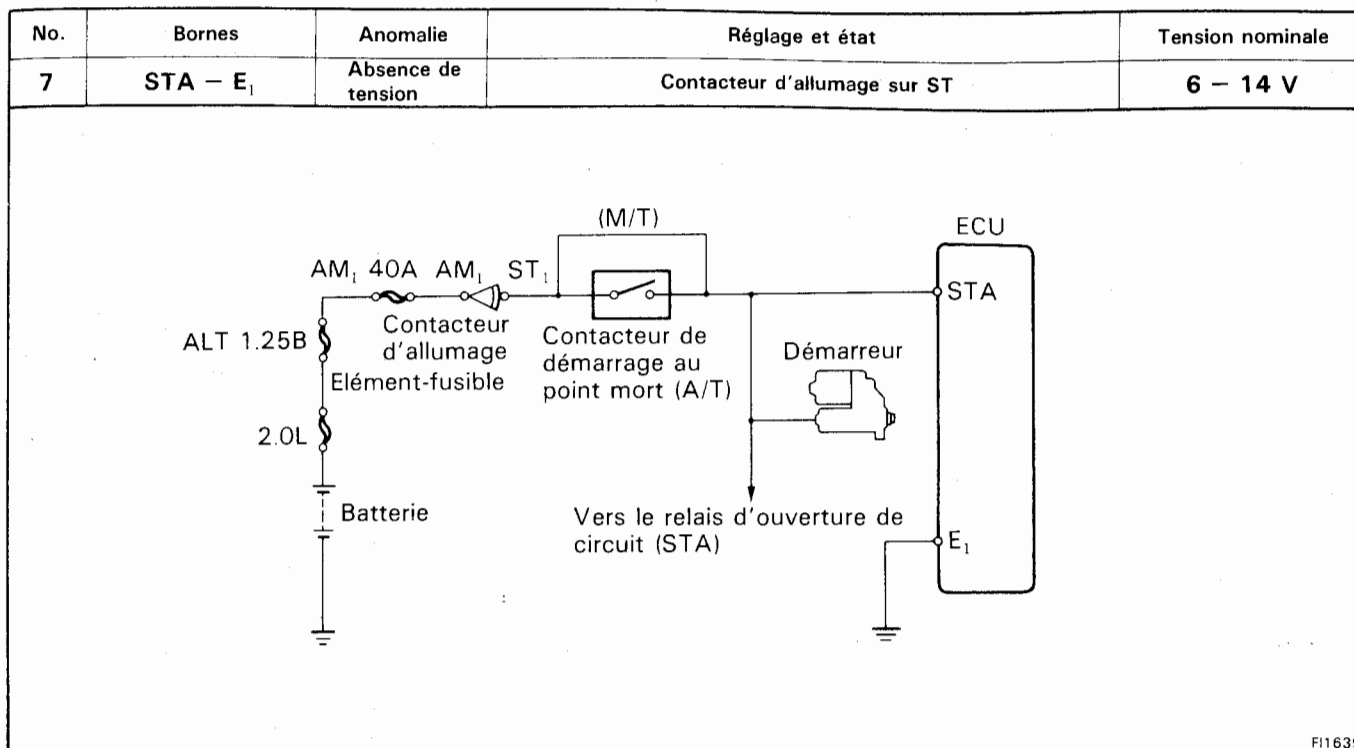 No. Bornes Anomalie Réglage et état Tension nominale
7 STA – E₁ Absence de tension Contacteur d'allumage sur ST 6 – 14 V
(M/T)
ECU
AM₁ 40A AM₁ ST₁
STA
ALT 1.25B
Contacteur
d'allumage
Elément-fusible
Contacteur de
démarrage au
point mort (A/T)
Démarreur
2.0L
Batterie
Vers le relais d'ouverture de
circuit (STA)
E₁
FI1639